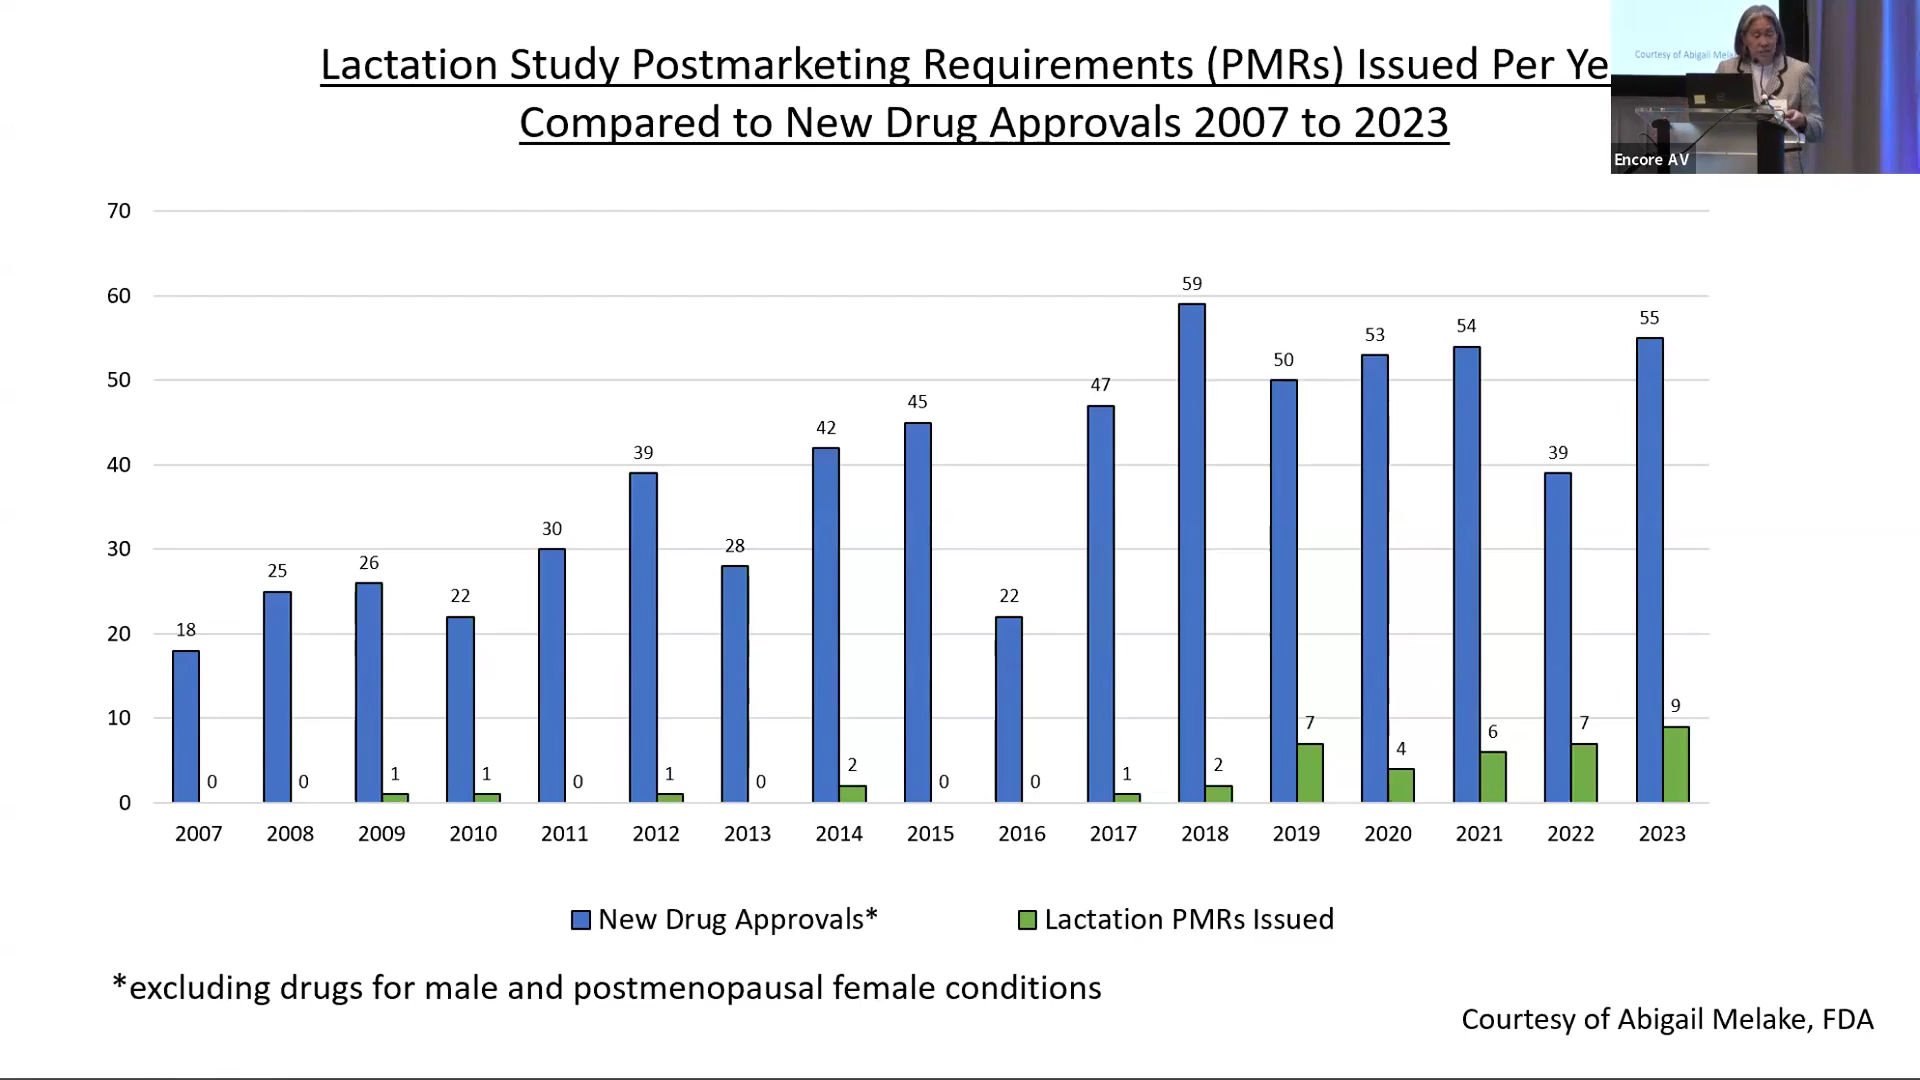 Lactation Study Postmarketing Requirements (PMRs) Issued Per Ye
Compared to New Drug Approvals 2007 to 2023
Courtesy of Abigail
Encore AV
70
60
50
40
30
20
10
0
18 25 26 22 30 39 28 42 45 22 47 59 50 53 54 39 55
0 0 1 1 0 1 0 2 0 0 1 2 7 4 6 7 9
2007 2008 2009 2010 2011 2012 2013 2014 2015 2016 2017 2018 2019 2020 2021 2022 2023
New Drug Approvals* Lactation PMRs Issued
*excluding drugs for male and postmenopausal female conditions
Courtesy of Abigail Melake, FDA